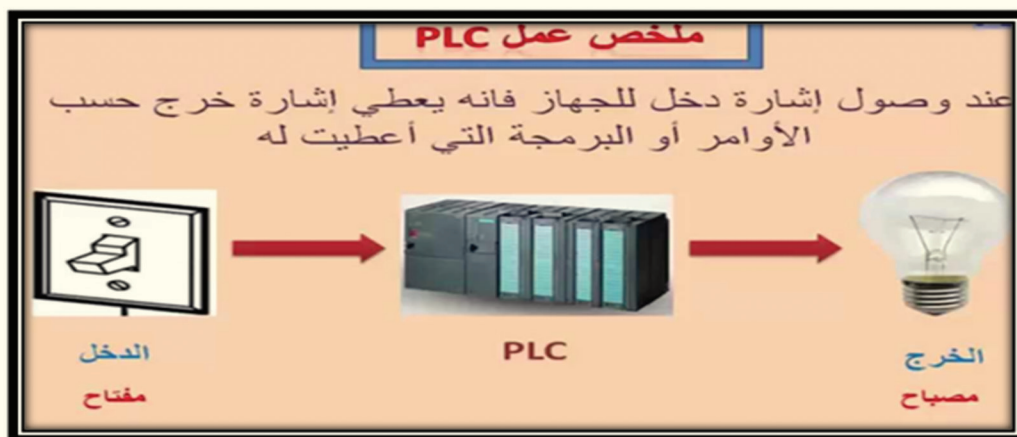 ملخص عمل PLC
عند وصول إشارة دخل للجهاز فانه يعطي إشارة خرج حسب
الأوامر أو البرمجة التي أعطيت له
الدخل
PLC
الخرج
مفتاح
مصباح